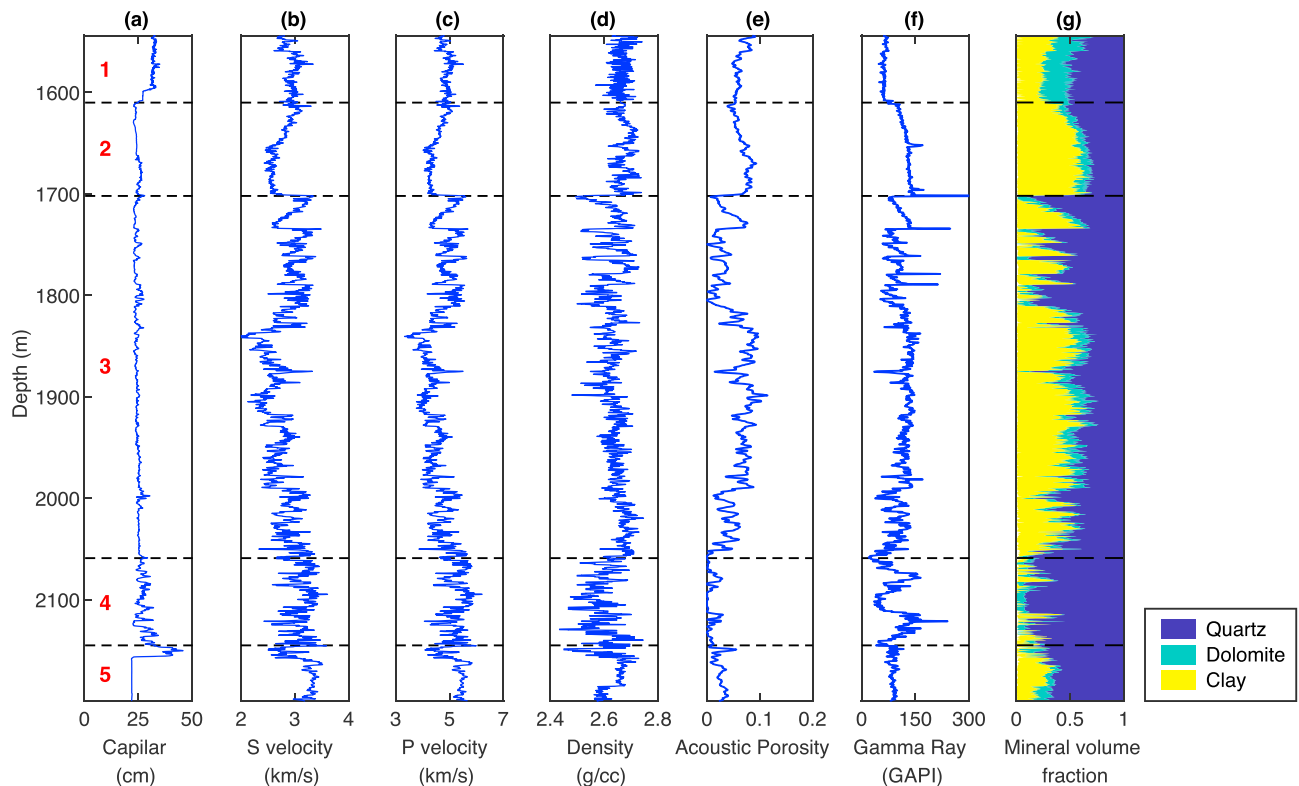 (a) (b) (c) (d) (e) (f) (g)
1
1600
2
1700
1800
3
Depth (m)
1900
2000
4
2100
5
Quartz
Dolomite
Clay
0 25 50 2 3 4 3 5 7 2.4 2.6 2.8 0 0.1 0.2 0 150 300 0 0.5 1
Capilar S velocity P velocity Density Acoustic Porosity Gamma Ray Mineral volume
(cm) (km/s) (km/s) (g/cc) (GAPI) fraction